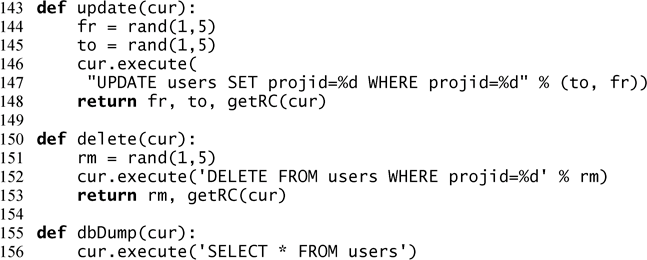 143 def update(cur):
144     fr = rand(1,5)
145     to = rand(1,5)
146     cur.execute(
147      "UPDATE users SET projid=%d WHERE projid=%d" % (to, fr))
148     return fr, to, getRC(cur)
149
150 def delete(cur):
151     rm = rand(1,5)
152     cur.execute('DELETE FROM users WHERE projid=%d' % rm)
153     return rm, getRC(cur)
154
155 def dbDump(cur):
156     cur.execute('SELECT * FROM users')